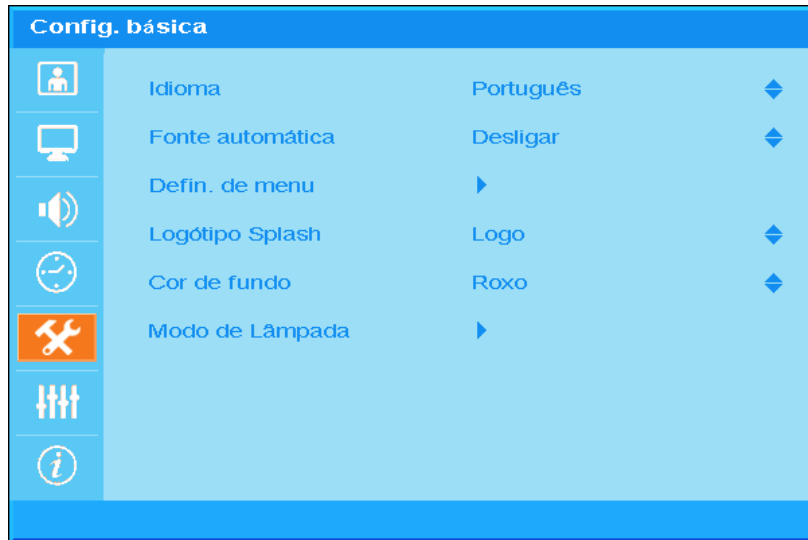 Config. básica
Idioma Português
Fonte automática Desligar
Defin. de menu
Logótipo Splash Logo
Cor de fundo Roxo
Modo de Lâmpada
i